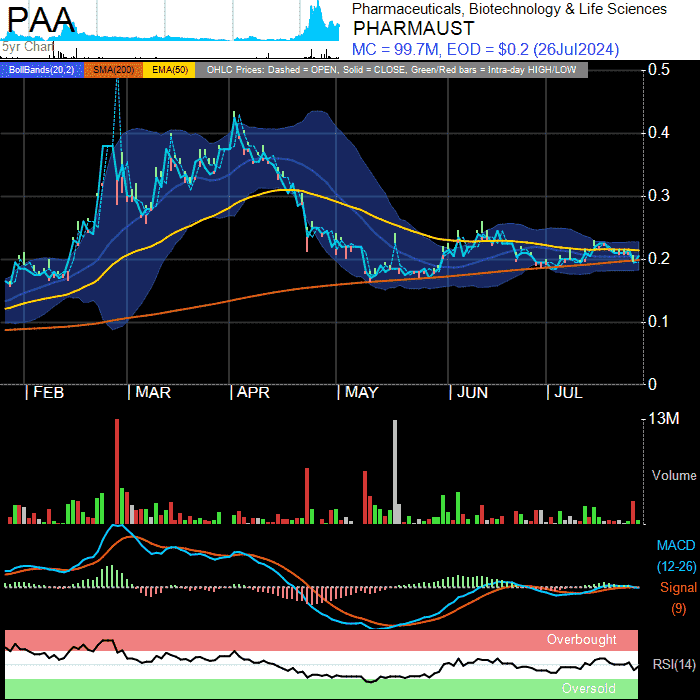 PAA
Pharmaceuticals, Biotechnology & Life Sciences
PHARMAUST
5yr Chart
MC = 99.7M, EOD = $0.2 (26Jul2024)
BollBands(20,2) SMA(200) EMA(50) OHLC Prices: Dashed = OPEN, Solid = CLOSE, Green/Red bars = Intra-day HIGH/LOW
0.5
0.4
0.3
0.2
0.1
0
FEB MAR APR MAY JUN JUL
13M
Volume
MACD
(12-26)
Signal
(9)
Overbought
RSI(14)
Oversold